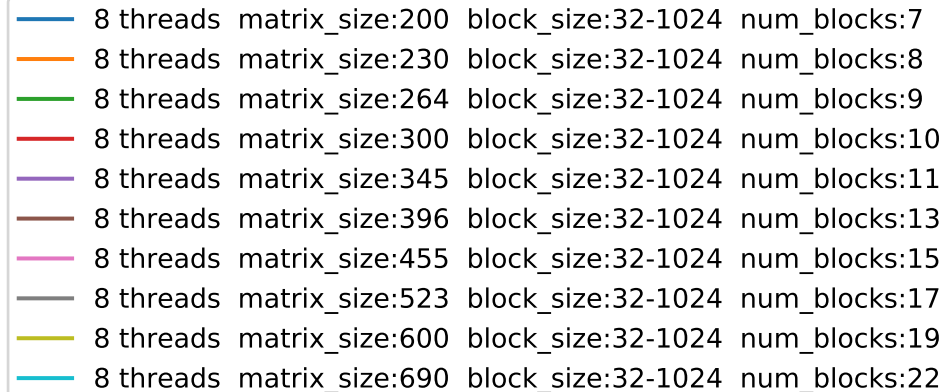 8 threads matrix_size:200 block_size:32-1024 num_blocks:7
8 threads matrix_size:230 block_size:32-1024 num_blocks:8
8 threads matrix_size:264 block_size:32-1024 num_blocks:9
8 threads matrix_size:300 block_size:32-1024 num_blocks:10
8 threads matrix_size:345 block_size:32-1024 num_blocks:11
8 threads matrix_size:396 block_size:32-1024 num_blocks:13
8 threads matrix_size:455 block_size:32-1024 num_blocks:15
8 threads matrix_size:523 block_size:32-1024 num_blocks:17
8 threads matrix_size:600 block_size:32-1024 num_blocks:19
8 threads matrix_size:690 block_size:32-1024 num_blocks:22